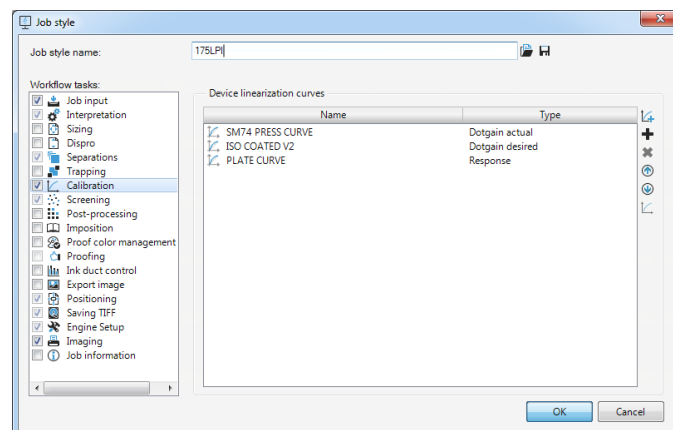 Job style
Job style name:
175LPI
Workflow tasks:
Job input
Interpretation
Sizing
Dispro
Separations
Trapping
Calibration
Screening
Post-processing
Imposition
Proof color management
Proofing
Ink duct control
Export image
Positioning
Saving TIFF
Engine Setup
Imaging
Job information
Device linearization curves
Name Type
SM74 PRESS CURVE Dotgain actual
ISO COATED V2 Dotgain desired
PLATE CURVE Response
OK Cancel